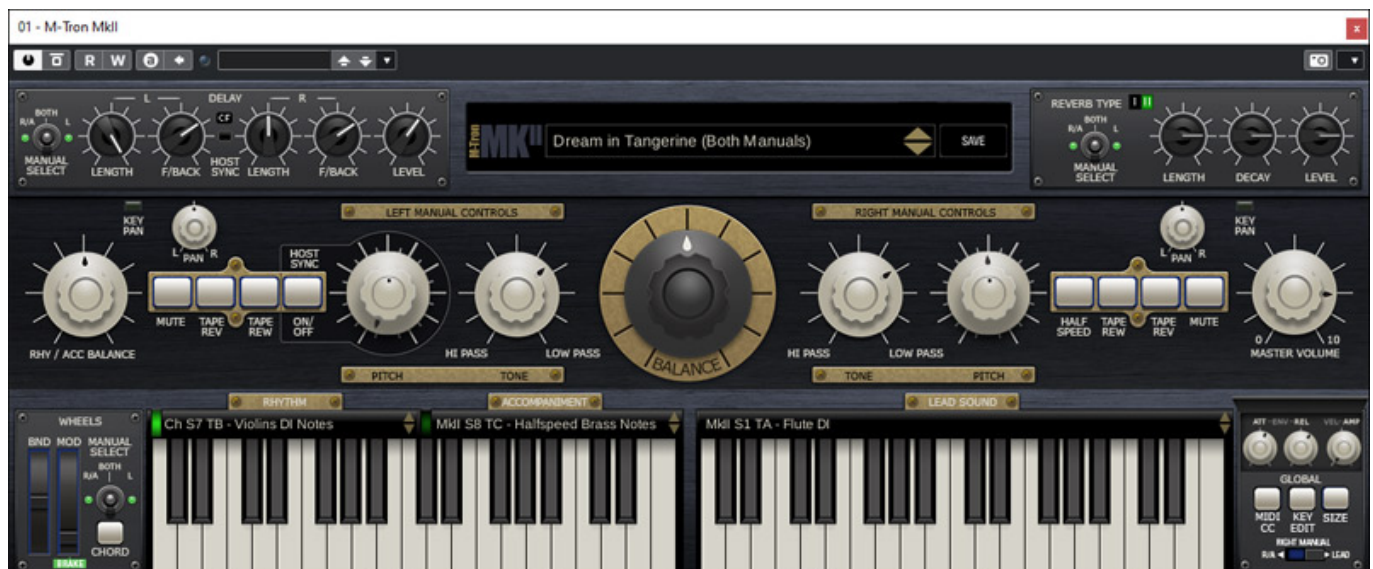 01 - M-Tron MkII
x
R W a
L DELAY R
BOTH
R/A L
MANUAL
SELECT
LENGTH
F/BACK
CF
HOST
SYNC
LENGTH
F/BACK
LEVEL
M-Tron
MKII
Dream in Tangerine (Both Manuals)
SAVE
REVERB TYPE I II
BOTH
R/A L
MANUAL
SELECT
LENGTH
DECAY
LEVEL
KEY
PAN
L PAN R
LEFT MANUAL CONTROLS
RIGHT MANUAL CONTROLS
L PAN R
KEY
PAN
HOST
SYNC
RHY / ACC BALANCE
MUTE
TAPE
REV
TAPE
REW
ON/
OFF
HI PASS
LOW PASS
PITCH
TONE
BALANCE
HI PASS
LOW PASS
TONE
PITCH
HALF
SPEED
TAPE
REW
TAPE
REV
MUTE
0 10
MASTER VOLUME
RHYTHM
ACCOMPANIMENT
LEAD SOUND
WHEELS
BND MOD
MANUAL
SELECT
BOTH
R/A L
CHORD
BRAKE
Ch S7 TB - Violins DI Notes
MkII S8 TC - Halfspeed Brass Notes
MkII S1 TA - Flute DI
ATT -ENV- REL VEL-AMP
GLOBAL
MIDI
CC
KEY
EDIT
SIZE
RIGHT MANUAL
R/A LEAD